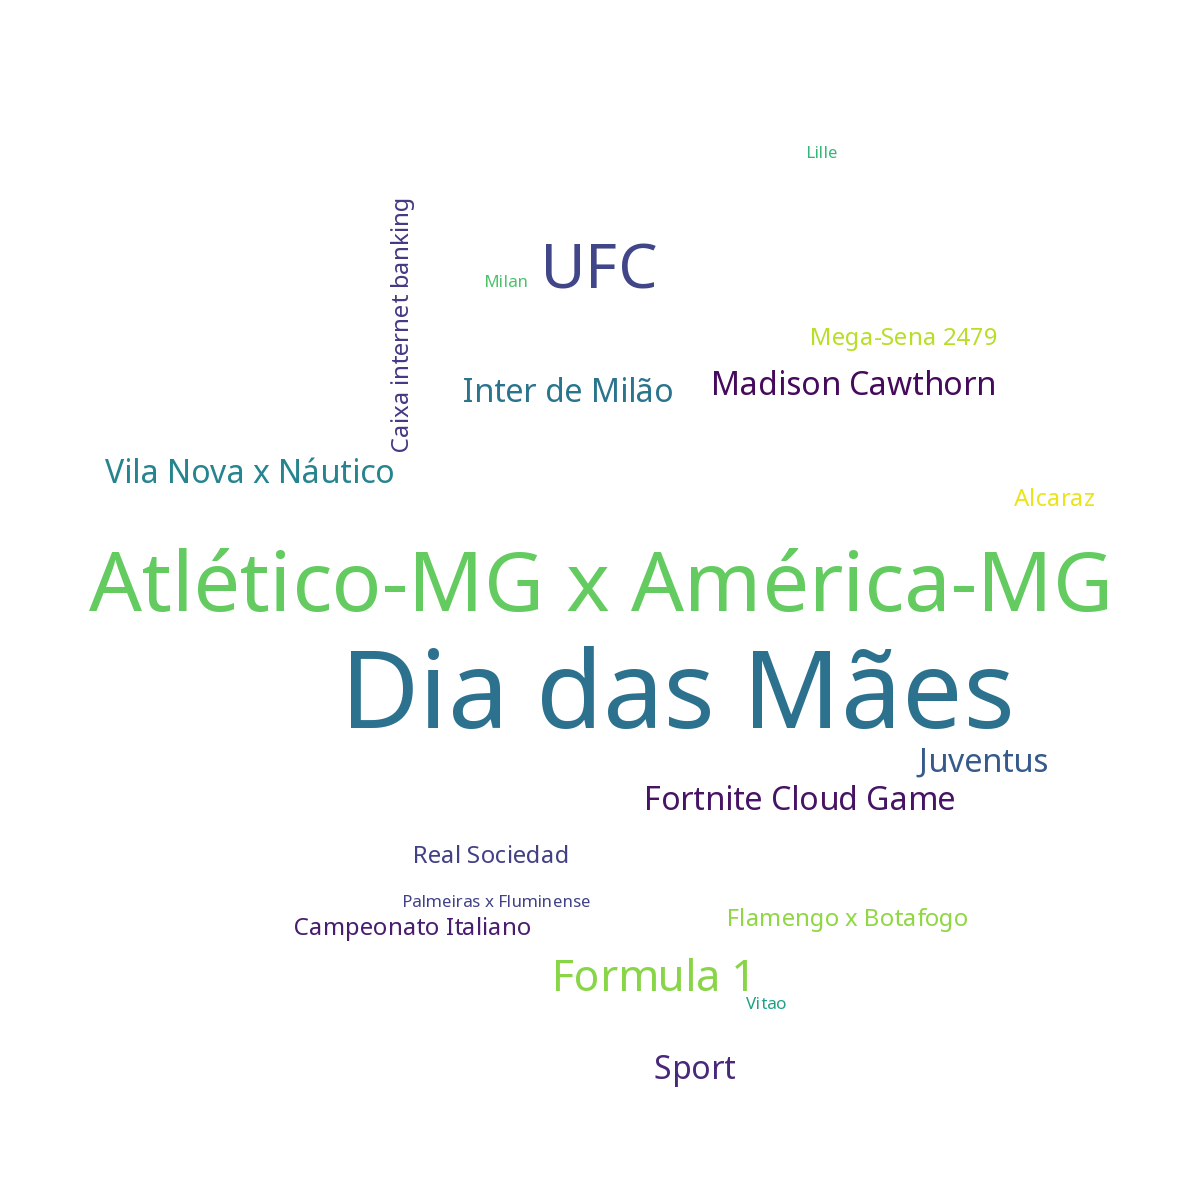 Lille
Caixa internet banking
UFC
Milan
Mega-Sena 2479
Madison Cawthorn
Inter de Milão
Vila Nova x Náutico
Alcaraz
Atlético-MG x América-MG
Dia das Mães
Juventus
Fortnite Cloud Game
Real Sociedad
Palmeiras x Fluminense
Flamengo x Botafogo
Campeonato Italiano
Formula 1
Vitao
Sport